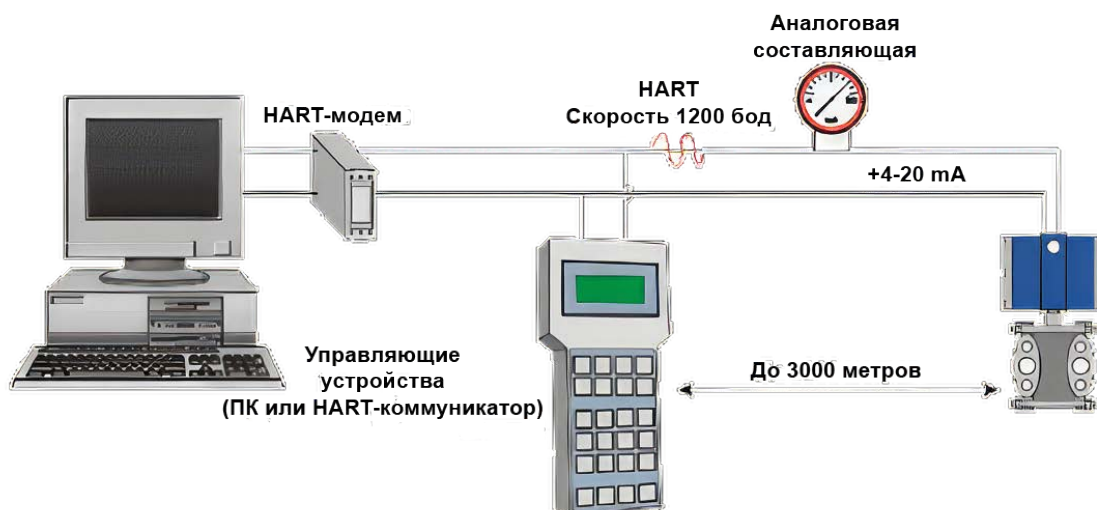 Аналоговая
составляющая
HART-модем
HART
Скорость 1200 бод
+4-20 mA
Управляющие
устройства
(ПК или HART-коммуникатор)
До 3000 метров